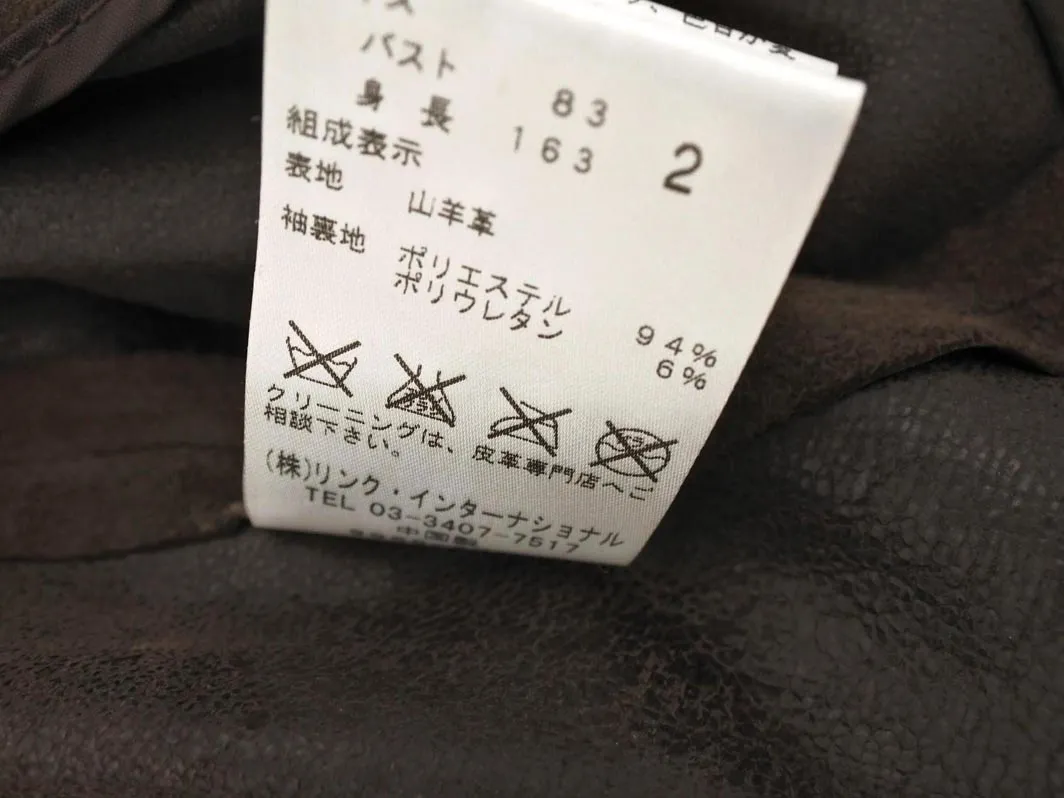 バスト 83
身長 163 2
組成表示
表地 山羊革
袖裏地 ポリエステル 94%
ポリウレタン 6%
クリーニングは、皮革専門店へご
相談下さい。
(株)リンク・インターナショナル
TEL 03-3407-7517
中国製